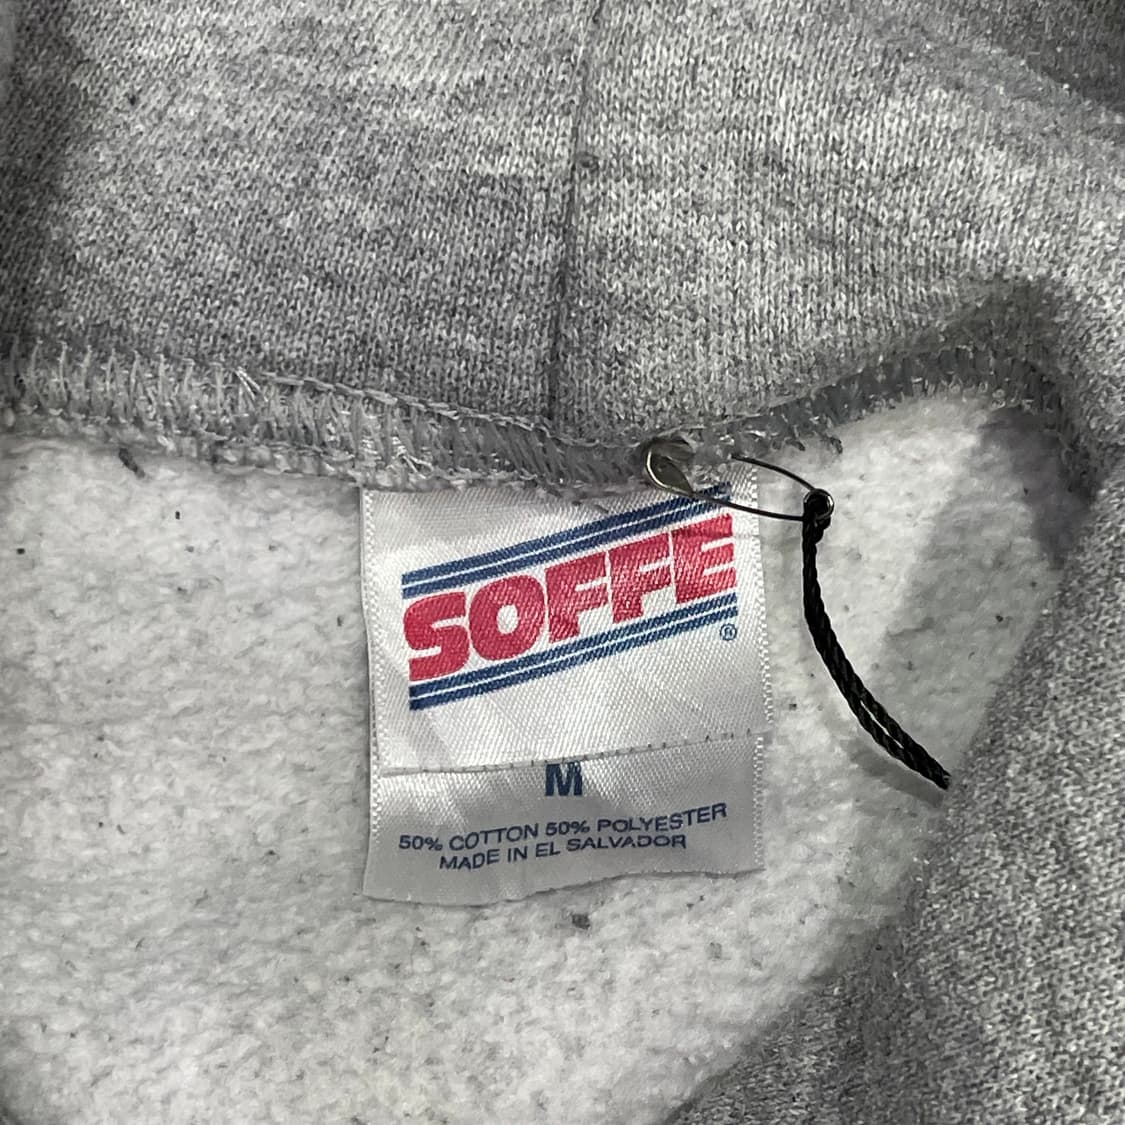 SOFFE
®
M
50% COTTON 50% POLYESTER
MADE IN EL SALVADOR